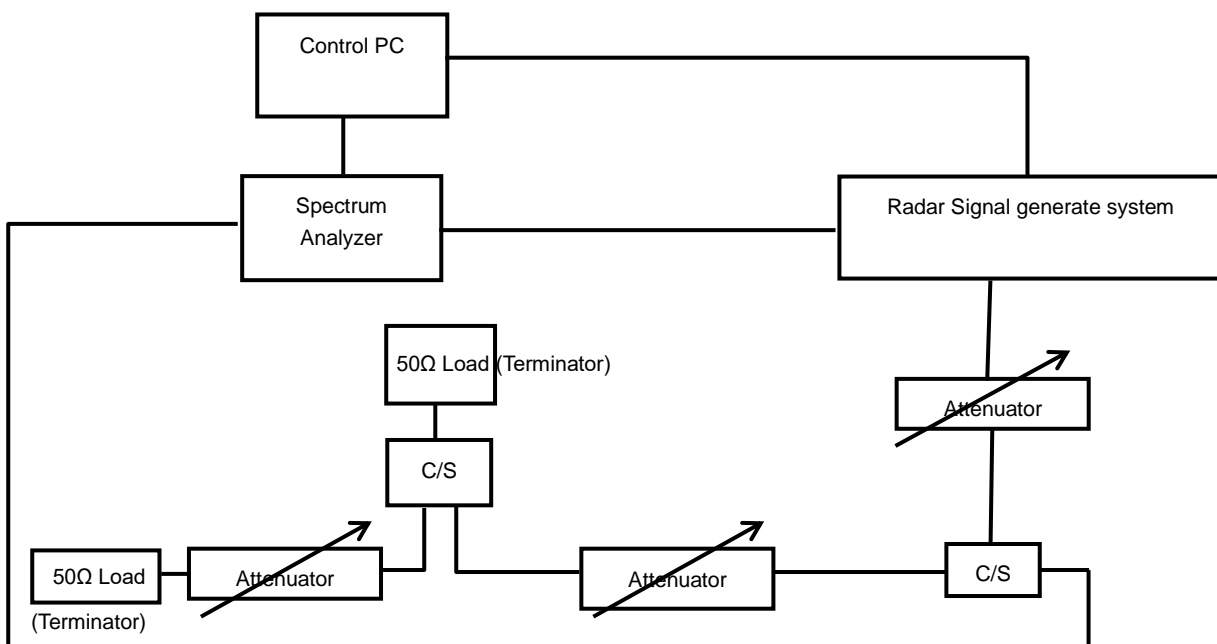 Control PC
Spectrum
Analyzer
Radar Signal generate system
50Ω Load (Terminator)
Attenuator
C/S
50Ω Load
(Terminator)
Attenuator
Attenuator
C/S